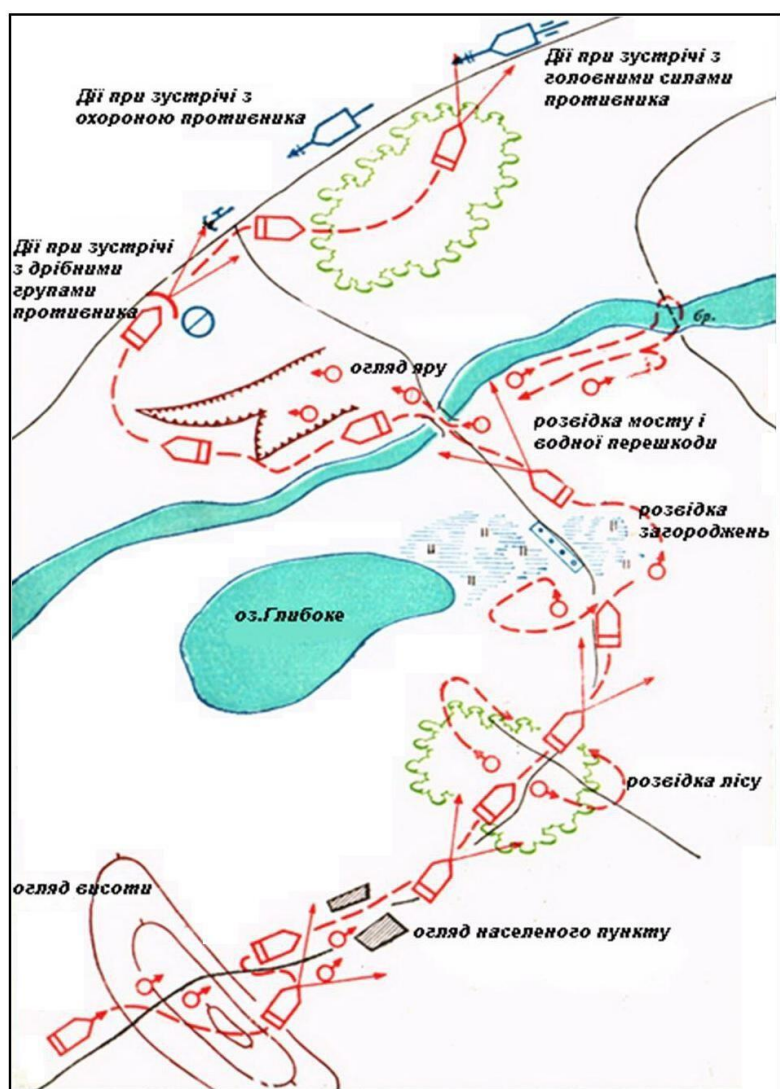 Дії при зустрічі з
головними силами
противника
Дії при зустрічі з
охороною противника
Дії при зустрічі
з дрібними
групами
противника
бр.
огляд яру
розвідка мосту і
водної перешкоди
розвідка
загороджень
оз.Глибоке
розвідка лісу
огляд висоти
огляд населеного пункту